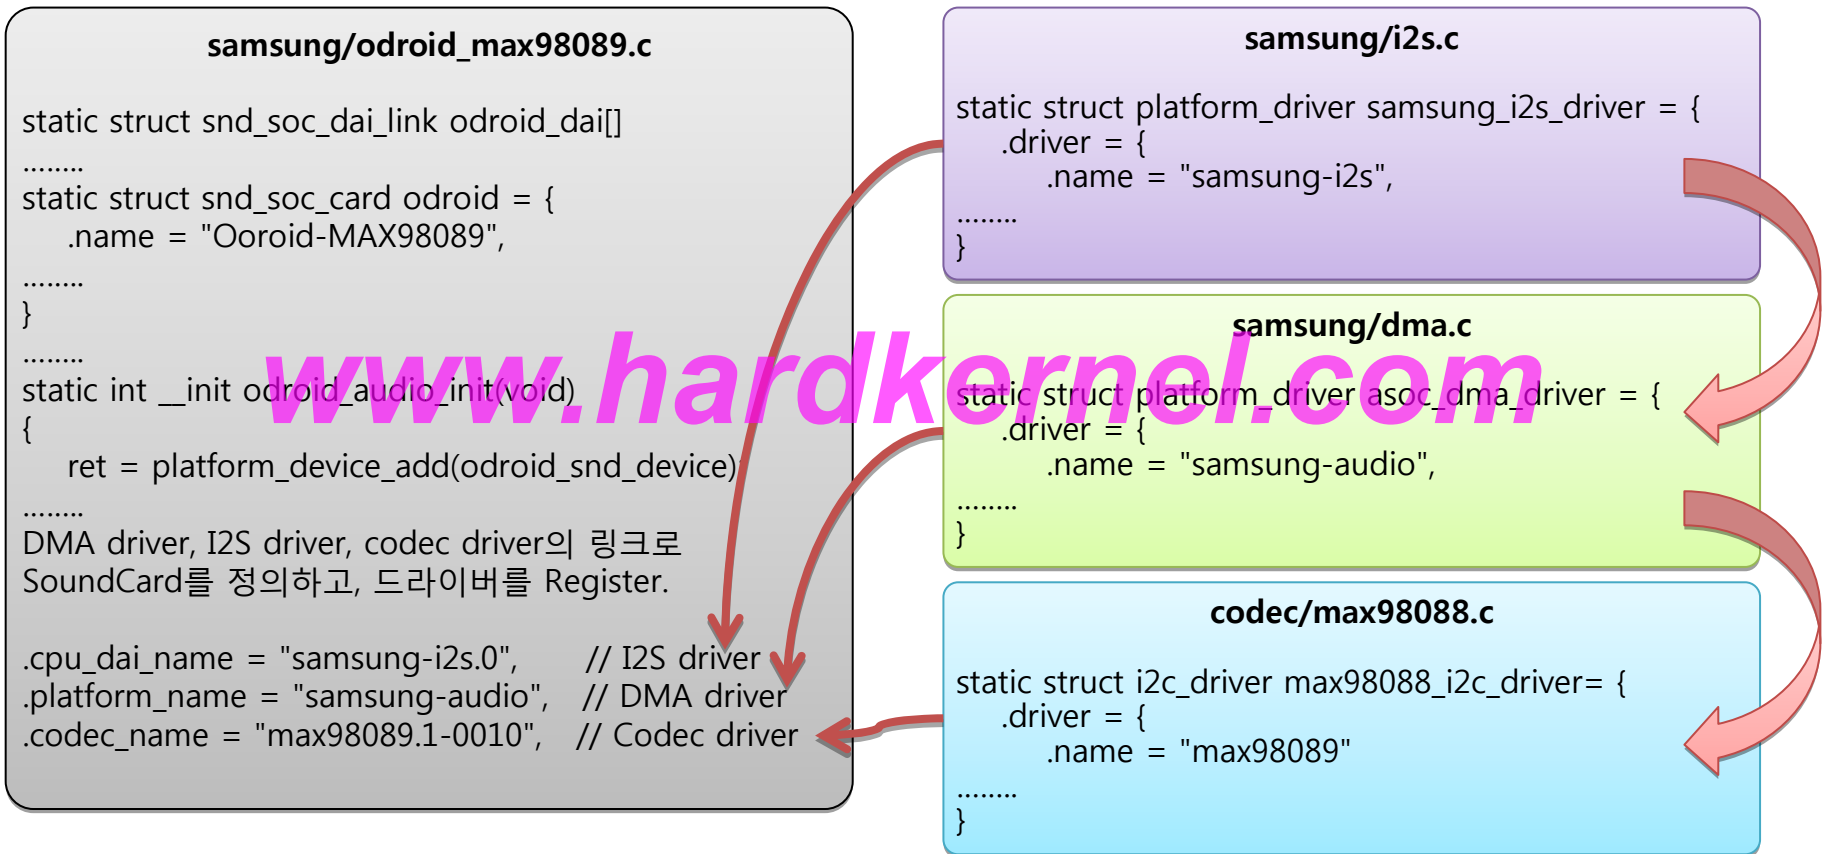 samsung/odroid_max98089.c
static struct snd_soc_dai_link odroid_dai[]
........
static struct snd_soc_card odroid = {
.name = "Ooroid-MAX98089",
........
}
........
static int __init odroid_audio_init(void)
{
ret = platform_device_add(odroid_snd_device);
........
DMA driver, I2S driver, codec driver의 링크로
SoundCard를 정의하고, 드라이버를 Register.
.cpu_dai_name = "samsung-i2s.0", // I2S driver
.platform_name = "samsung-audio", // DMA driver
.codec_name = "max98089.1-0010", // Codec driver
samsung/i2s.c
static struct platform_driver samsung_i2s_driver = {
.driver = {
.name = "samsung-i2s",
........
}
samsung/dma.c
static struct platform_driver asoc_dma_driver = {
.driver = {
.name = "samsung-audio",
........
}
codec/max98088.c
static struct i2c_driver max98088_i2c_driver= {
.driver = {
.name = "max98089"
........
}
www.hardkernel.com